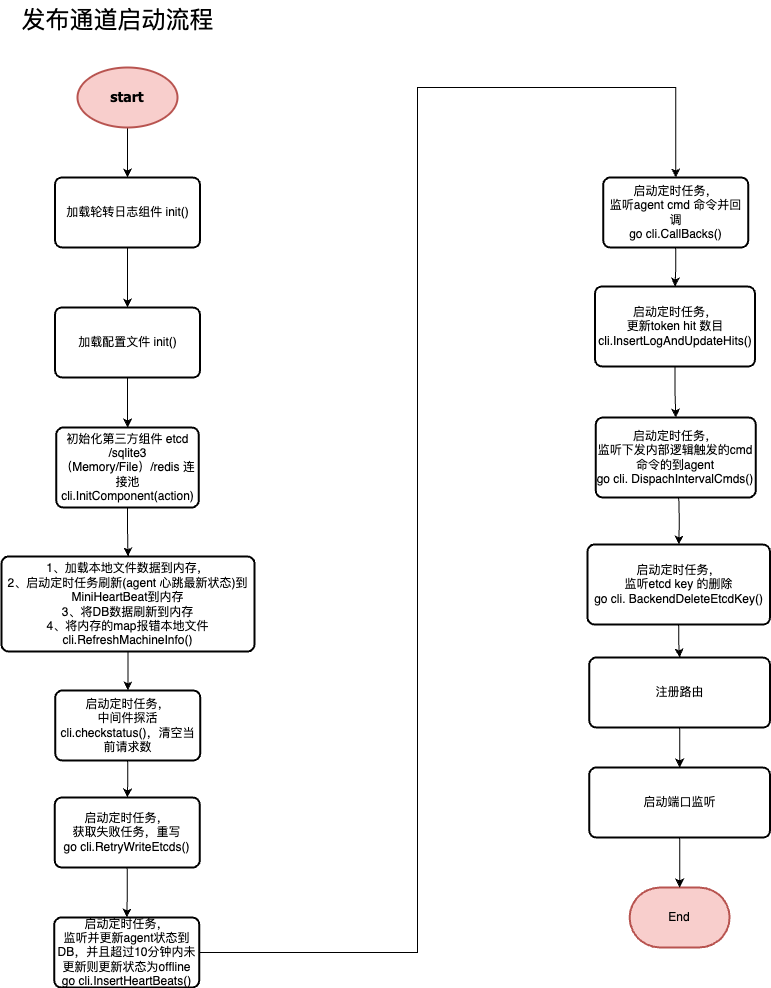 发布通道启动流程
start
加载轮转日志组件 init()
加载配置文件 init()
初始化第三方组件 etcd
/sqlite3
（Memory/File）/redis 连
接池
cli.InitComponent(action)
1、加载本地文件数据到内存，
2、启动定时任务刷新(agent 心跳最新状态)到
MiniHeartBeat到内存
3、将DB数据刷新到内存
4、将内存的map报错本地文件
cli.RefreshMachineInfo()
启动定时任务，
中间件探活
cli.checkstatus()，清空当
前请求数
启动定时任务，
获取失败任务，重写
go cli.RetryWriteEtcds()
启动定时任务，
监听并更新agent状态到
DB，并且超过10分钟内未
更新则更新状态为offline
go cli.InsertHeartBeats()
启动定时任务，
监听agent cmd 命令并回
调
go cli.CallBacks()
启动定时任务，
更新token hit 数目
cli.InsertLogAndUpdateHits()
启动定时任务，
监听下发内部逻辑触发的cmd
命令的到agent
go cli. DispachIntervalCmds()
启动定时任务，
监听etcd key 的删除
go cli. BackendDeleteEtcdKey()
注册路由
启动端口监听
End